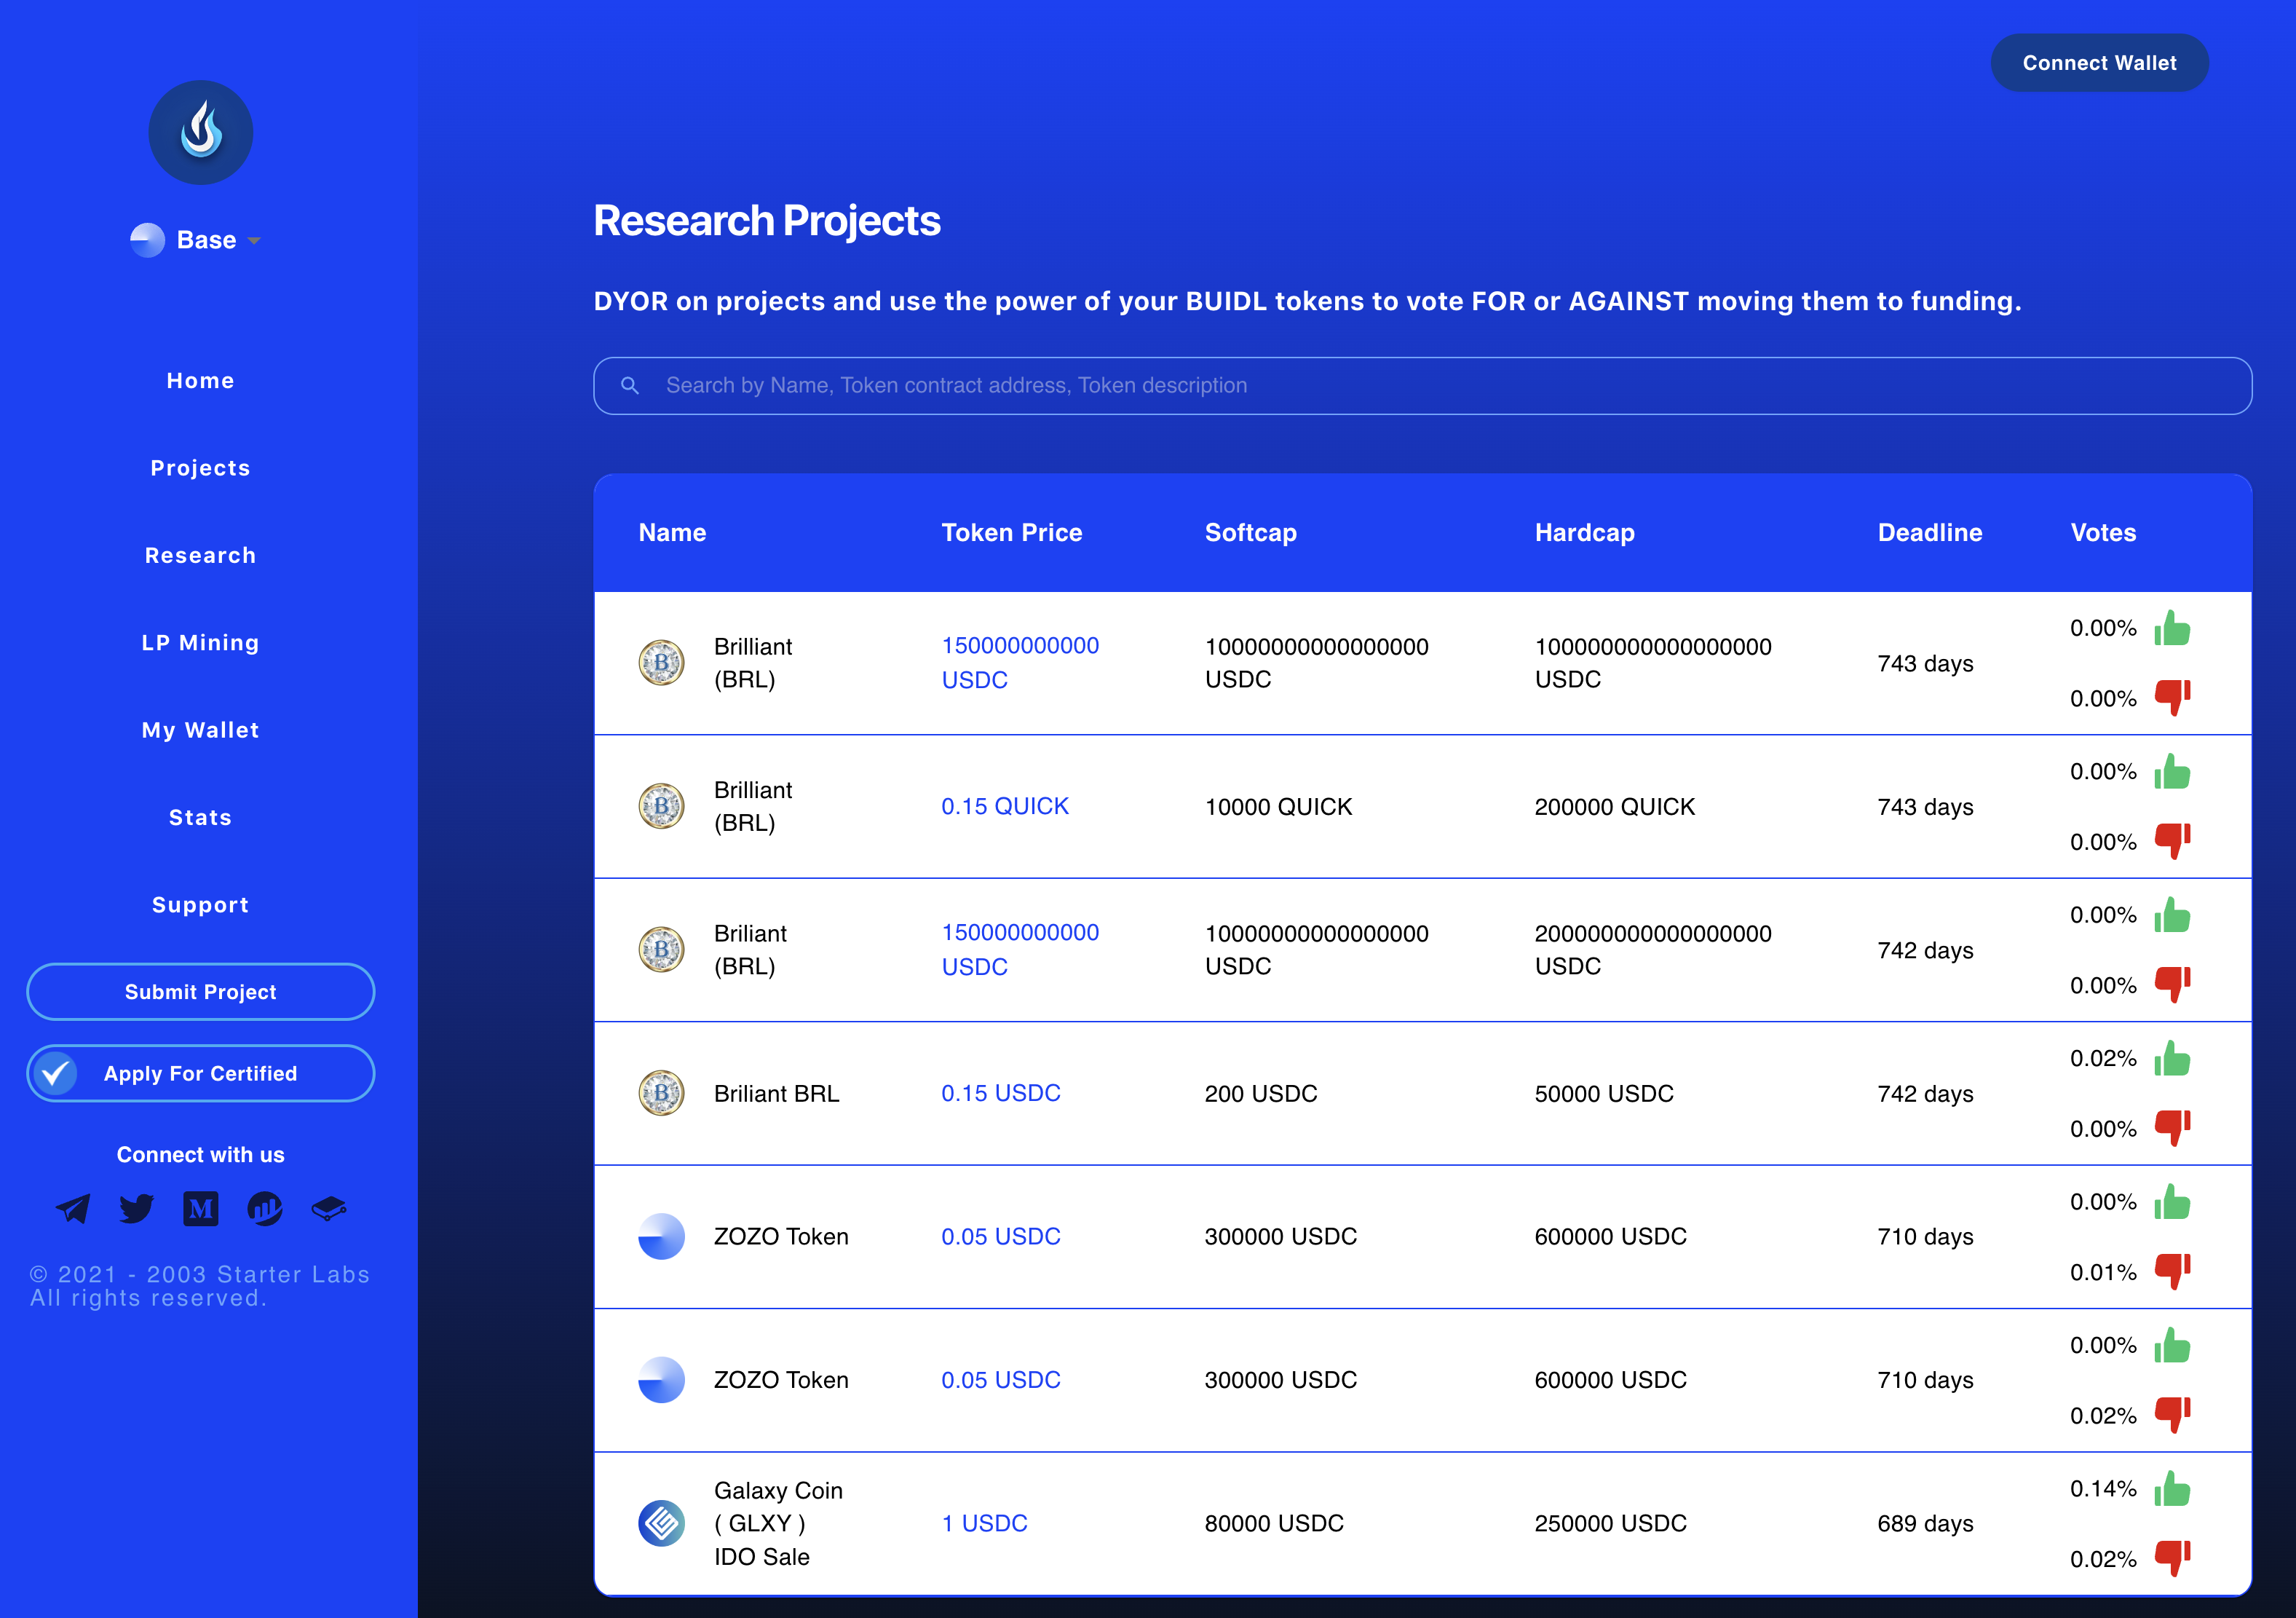 Connect Wallet
Base
Home
Projects
Research
LP Mining
My Wallet
Stats
Support
Submit Project
Apply For Certified
Connect with us
M
© 2021 - 2003 Starter Labs
All rights reserved.
Research Projects
DYOR on projects and use the power of your BUIDL tokens to vote FOR or AGAINST moving them to funding.
Search by Name, Token contract address, Token description
Name Token Price Softcap Hardcap Deadline Votes
B
Brilliant
(BRL)
150000000000
USDC
10000000000000000
USDC
100000000000000000
USDC
743 days
0.00%
0.00%
B
Brilliant
(BRL)
0.15 QUICK
10000 QUICK
200000 QUICK
743 days
0.00%
0.00%
B
Briliant
(BRL)
150000000000
USDC
10000000000000000
USDC
200000000000000000
USDC
742 days
0.00%
0.00%
B
Briliant BRL
0.15 USDC
200 USDC
50000 USDC
742 days
0.02%
0.00%
ZOZO Token
0.05 USDC
300000 USDC
600000 USDC
710 days
0.00%
0.01%
ZOZO Token
0.05 USDC
300000 USDC
600000 USDC
710 days
0.00%
0.02%
Galaxy Coin
( GLXY )
IDO Sale
1 USDC
80000 USDC
250000 USDC
689 days
0.14%
0.02%